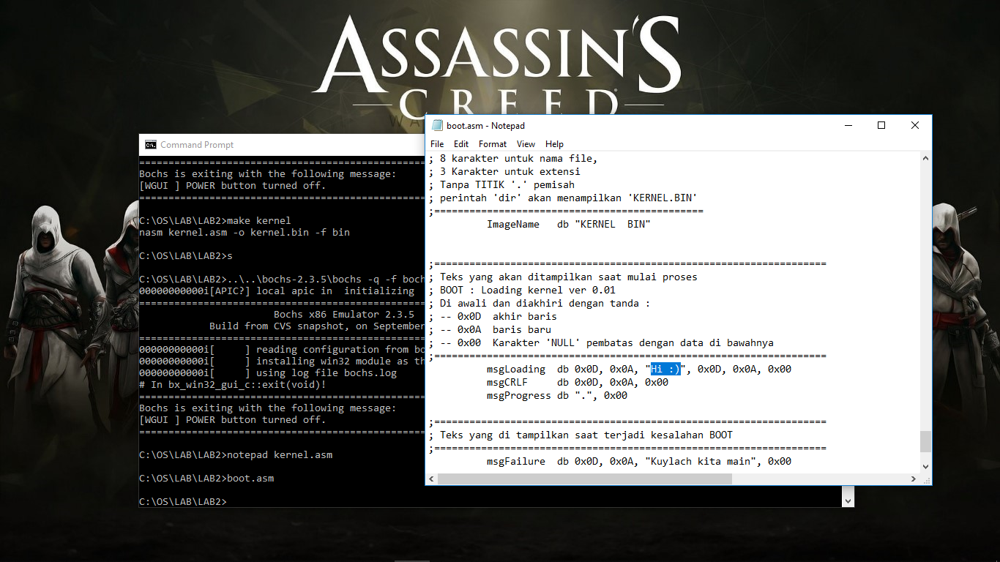 ASSASSIN'S
CREED
Command Prompt
================================================
Bochs is exiting with the following message:
[WGUI ] POWER button turned off.
================================================
C:\OS\LAB\LAB2>make kernel
nasm kernel.asm -o kernel.bin -f bin
C:\OS\LAB\LAB2>s
C:\OS\LAB\LAB2>..\..\bochs-2.3.5\bochs -q -f boch
00000000000i[APIC?] local apic in  initializing
================================================
Bochs x86 Emulator 2.3.5
Build from CVS snapshot, on September
================================================
00000000000i[     ] reading configuration from bo
00000000000i[     ] installing win32 module as th
00000000000i[     ] using log file bochs.log
# In bx_win32_gui_c::exit(void)!
================================================
Bochs is exiting with the following message:
[WGUI ] POWER button turned off.
================================================
C:\OS\LAB\LAB2>notepad kernel.asm
C:\OS\LAB\LAB2>boot.asm
C:\OS\LAB\LAB2>
boot.asm - Notepad
File Edit Format View Help
; 8 karakter untuk nama file,
; 3 Karakter untuk extensi
; Tanpa TITIK '.' pemisah
; perintah 'dir' akan menampilkan 'KERNEL.BIN'
;==============================================
ImageName   db "KERNEL  BIN"
;===================================================================
; Teks yang akan ditampilkan saat mulai proses
; BOOT : Loading kernel ver 0.01
; Di awali dan diakhiri dengan tanda :
; -- 0x0D  akhir baris
; -- 0x0A  baris baru
; -- 0x00  Karakter 'NULL' pembatas dengan data di bawahnya
;===================================================================
msgLoading  db 0x0D, 0x0A, "Hi :)", 0x0D, 0x0A, 0x00
msgCRLF     db 0x0D, 0x0A, 0x00
msgProgress db ".", 0x00
;===================================================================
; Teks yang di tampilkan saat terjadi kesalahan BOOT
;===================================================================
msgFailure  db 0x0D, 0x0A, "Kuylach kita main", 0x00